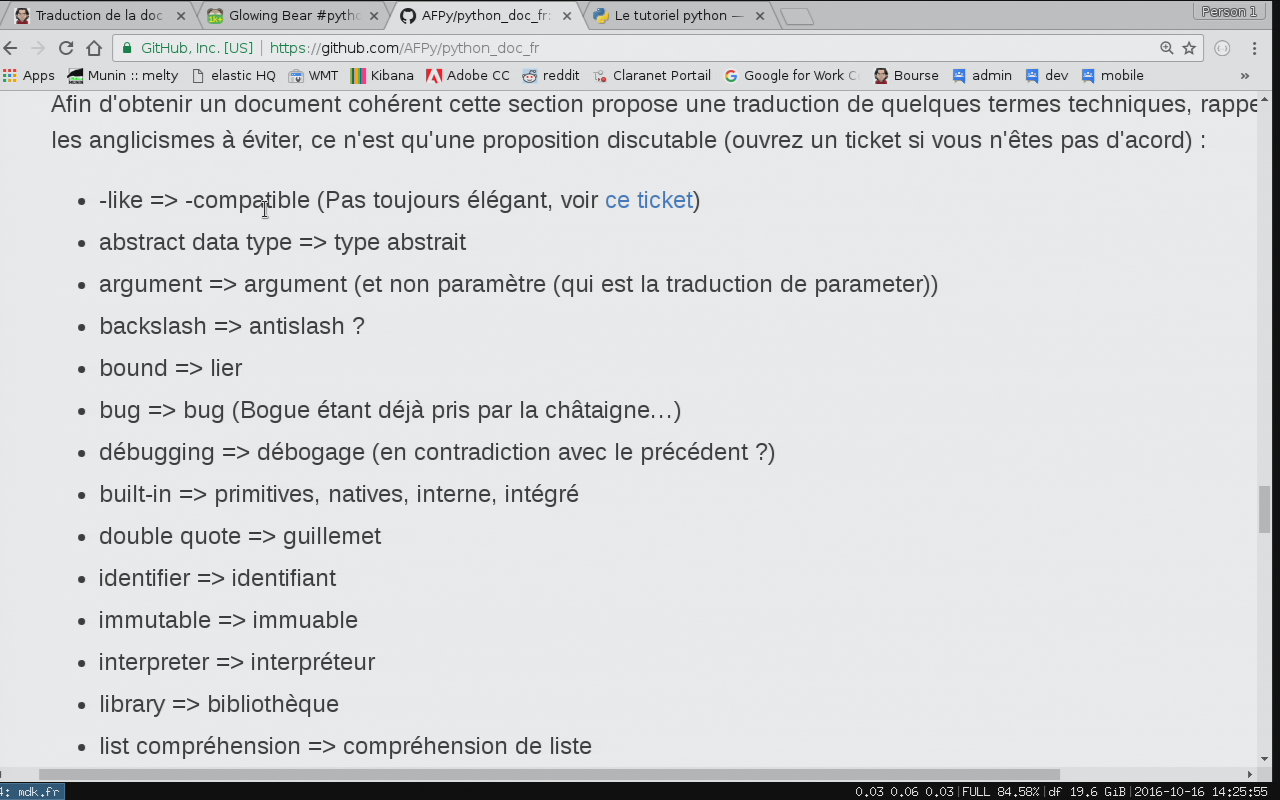 Traduction de la doc
Glowing Bear #pytho
AFPy/python_doc_fr:
Le tutoriel python —
Person 1
GitHub, Inc. [US]
https://github.com/AFPy/python_doc_fr
Apps
Munin :: melty
elastic HQ
WMT
Kibana
Adobe CC
reddit
Claranet Portail
Google for Work C
Bourse
admin
dev
mobile
»
Afin d'obtenir un document cohérent cette section propose une traduction de quelques termes techniques, rappe
les anglicismes à éviter, ce n'est qu'une proposition discutable (ouvrez un ticket si vous n'êtes pas d'acord) :
• -like => -compatible (Pas toujours élégant, voir ce ticket)
• abstract data type => type abstrait
• argument => argument (et non paramètre (qui est la traduction de parameter))
• backslash => antislash ?
• bound => lier
• bug => bug (Bogue étant déjà pris par la châtaigne…)
• débugging => débogage (en contradiction avec le précédent ?)
• built-in => primitives, natives, interne, intégré
• double quote => guillemet
• identifier => identifiant
• immutable => immuable
• interpreter => interpréteur
• library => bibliothèque
• list compréhension => compréhension de liste
4: mdk.fr
0.03 0.06 0.03|FULL 84.58%|df 19.6 GiB|2016-10-16 14:25:55